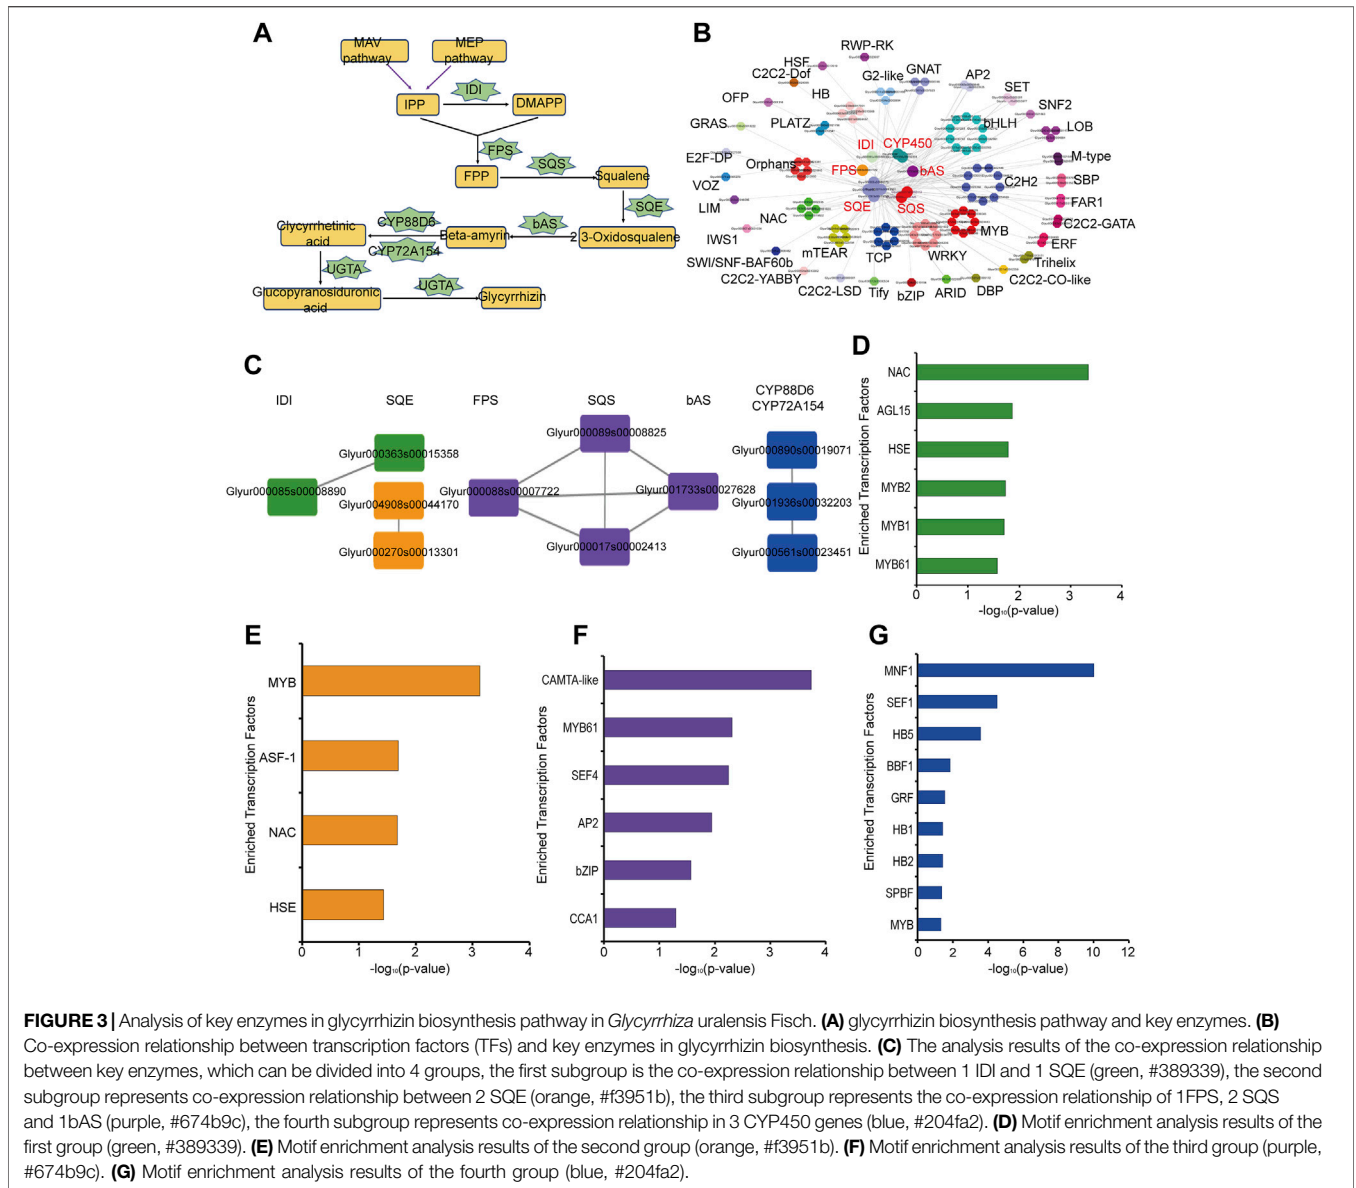 A
MAV
pathway
MEP
pathway
IPP
IDI
DMAPP
FPS
FPP
SQS
Squalene
SQE
2 3-Oxidosqualene
bAS
Beta-amyrin
CYP88D6
CYP72A154
Glycyrrhetinic
acid
UGTA
Glucopyranosiduronic
acid
UGTA
Glycyrrhizin
B
RWP-RK
HSF
C2C2-Dof
G2-like
GNAT
AP2
SET
OFP
HB
SNF2
GRAS
PLATZ
bHLH
LOB
IDI
CYP450
E2F-DP
Orphans
M-type
FPS
bAS
VOZ
C2H2
SBP
LIM
SQE
SQS
FAR1
NAC
C2C2-GATA
IWS1
MYB
ERF
SWI/SNF-BAF60b
mTEAR
TCP
WRKY
Trihelix
C2C2-YABBY
C2C2-LSD
Tify
bZIP
ARID
DBP
C2C2-CO-like
C
IDI
SQE
FPS
SQS
bAS
CYP88D6
CYP72A154
Glyur000085s00008890
Glyur000363s00015358
Glyur004908s00044170
Glyur000270s00013301
Glyur000088s00007722
Glyur000089s00008825
Glyur000017s00002413
Glyur001733s00027628
Glyur000890s00019071
Glyur001936s00032203
Glyur000561s00023451
D
Enriched Transcription Factors
NAC
AGL15
HSE
MYB2
MYB1
MYB61
0 1 2 3 4
-log₁₀(p-value)
E
Enriched Transcription Factors
MYB
ASF-1
NAC
HSE
0 1 2 3 4
-log₁₀(p-value)
F
Enriched Transcription Factors
CAMTA-like
MYB61
SEF4
AP2
bZIP
CCA1
0 1 2 3 4
-log₁₀(p-value)
G
Enriched Transcription Factors
MNF1
SEF1
HB5
BBF1
GRF
HB1
HB2
SPBF
MYB
0 2 4 6 8 10 12
-log₁₀(p-value)
FIGURE 3 | Analysis of key enzymes in glycyrrhizin biosynthesis pathway in Glycyrrhiza uralensis Fisch. (A) glycyrrhizin biosynthesis pathway and key enzymes. (B)
Co-expression relationship between transcription factors (TFs) and key enzymes in glycyrrhizin biosynthesis. (C) The analysis results of the co-expression relationship
between key enzymes, which can be divided into 4 groups, the first subgroup is the co-expression relationship between 1 IDI and 1 SQE (green, #389339), the second
subgroup represents co-expression relationship between 2 SQE (orange, #f3951b), the third subgroup represents the co-expression relationship of 1FPS, 2 SQS
and 1bAS (purple, #674b9c), the fourth subgroup represents co-expression relationship in 3 CYP450 genes (blue, #204fa2). (D) Motif enrichment analysis results of the
first group (green, #389339). (E) Motif enrichment analysis results of the second group (orange, #f3951b). (F) Motif enrichment analysis results of the third group (purple,
#674b9c). (G) Motif enrichment analysis results of the fourth group (blue, #204fa2).